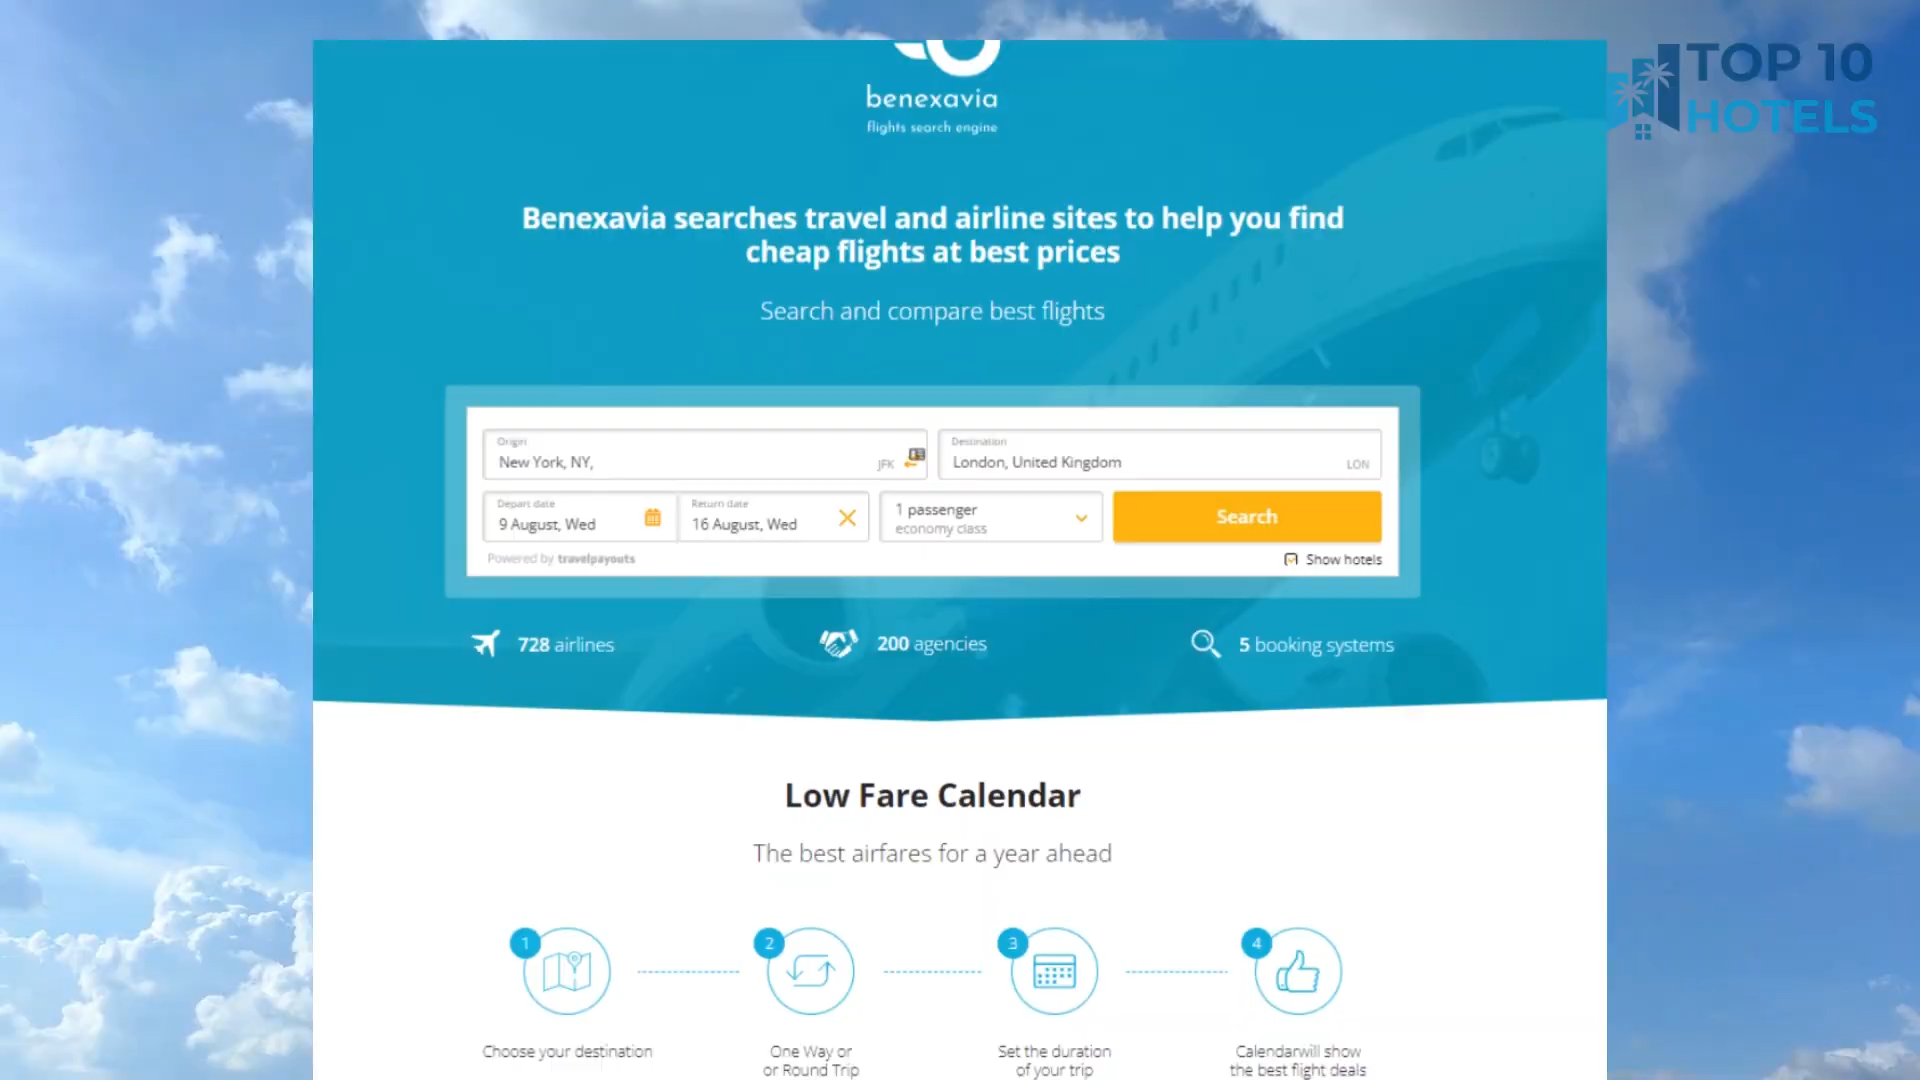 TOP 10
HOTELS
benexavia
flights search engine
Benexavia searches travel and airline sites to help you find
cheap flights at best prices
Search and compare best flights
Origin
New York, NY,
JFK
Destination
London, United Kingdom
LON
Depart date
9 August, Wed
Return date
16 August, Wed
1 passenger
economy class
Search
Powered by travelpayouts
Show hotels
728 airlines
200 agencies
5 booking systems
Low Fare Calendar
The best airfares for a year ahead
1
2
3
4
Choose your destination
One Way or
or Round Trip
Set the duration
of your trip
Calendarwill show
the best flight deals